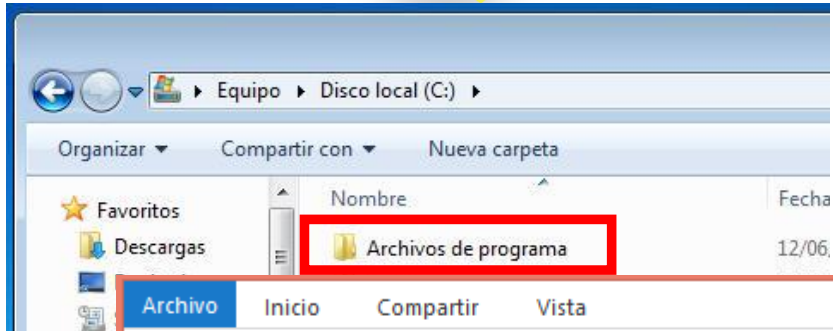 Equipo Disco local (C:)
Organizar Compartir con Nueva carpeta
Favoritos
Nombre
Fecha
Descargas
Archivos de programa
12/06
Archivo Inicio Compartir Vista